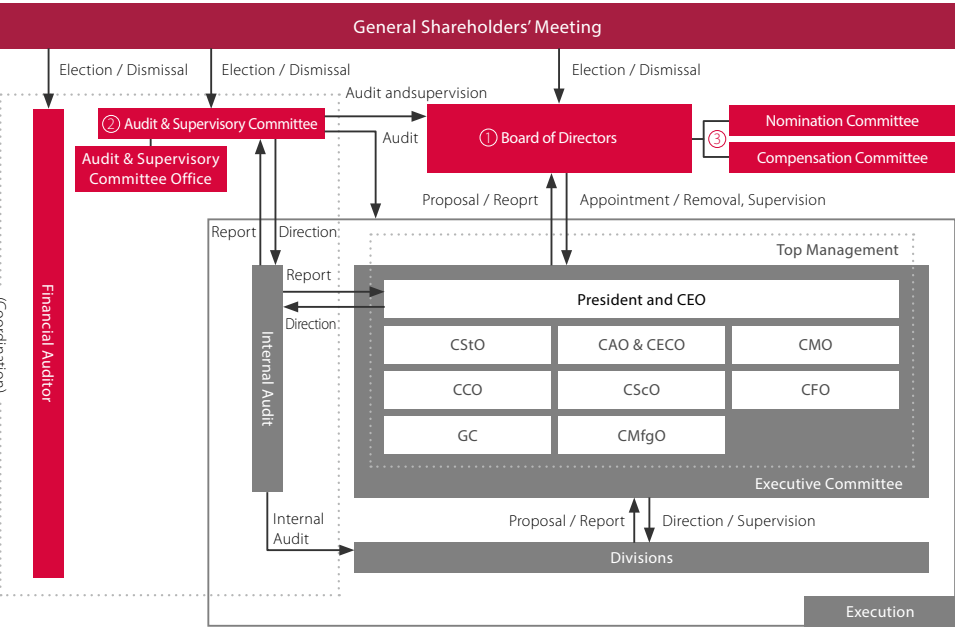 General Shareholders' Meeting
Election / Dismissal
Election / Dismissal
Election / Dismissal
Audit andsupervision
② Audit & Supervisory Committee
Audit
① Board of Directors
③
Nomination Committee
Compensation Committee
Audit & Supervisory
Committee Office
Proposal / Reoprt
Appointment / Removal, Supervision
Report
Direction
Top Management
Report
Direction
President and CEO
CStO
CAO & CECO
CMO
CCO
CScO
CFO
GC
CMfgO
Executive Committee
(Coordination)
Financial Auditor
Internal Audit
Internal
Audit
Proposal / Report
Direction / Supervision
Divisions
Execution